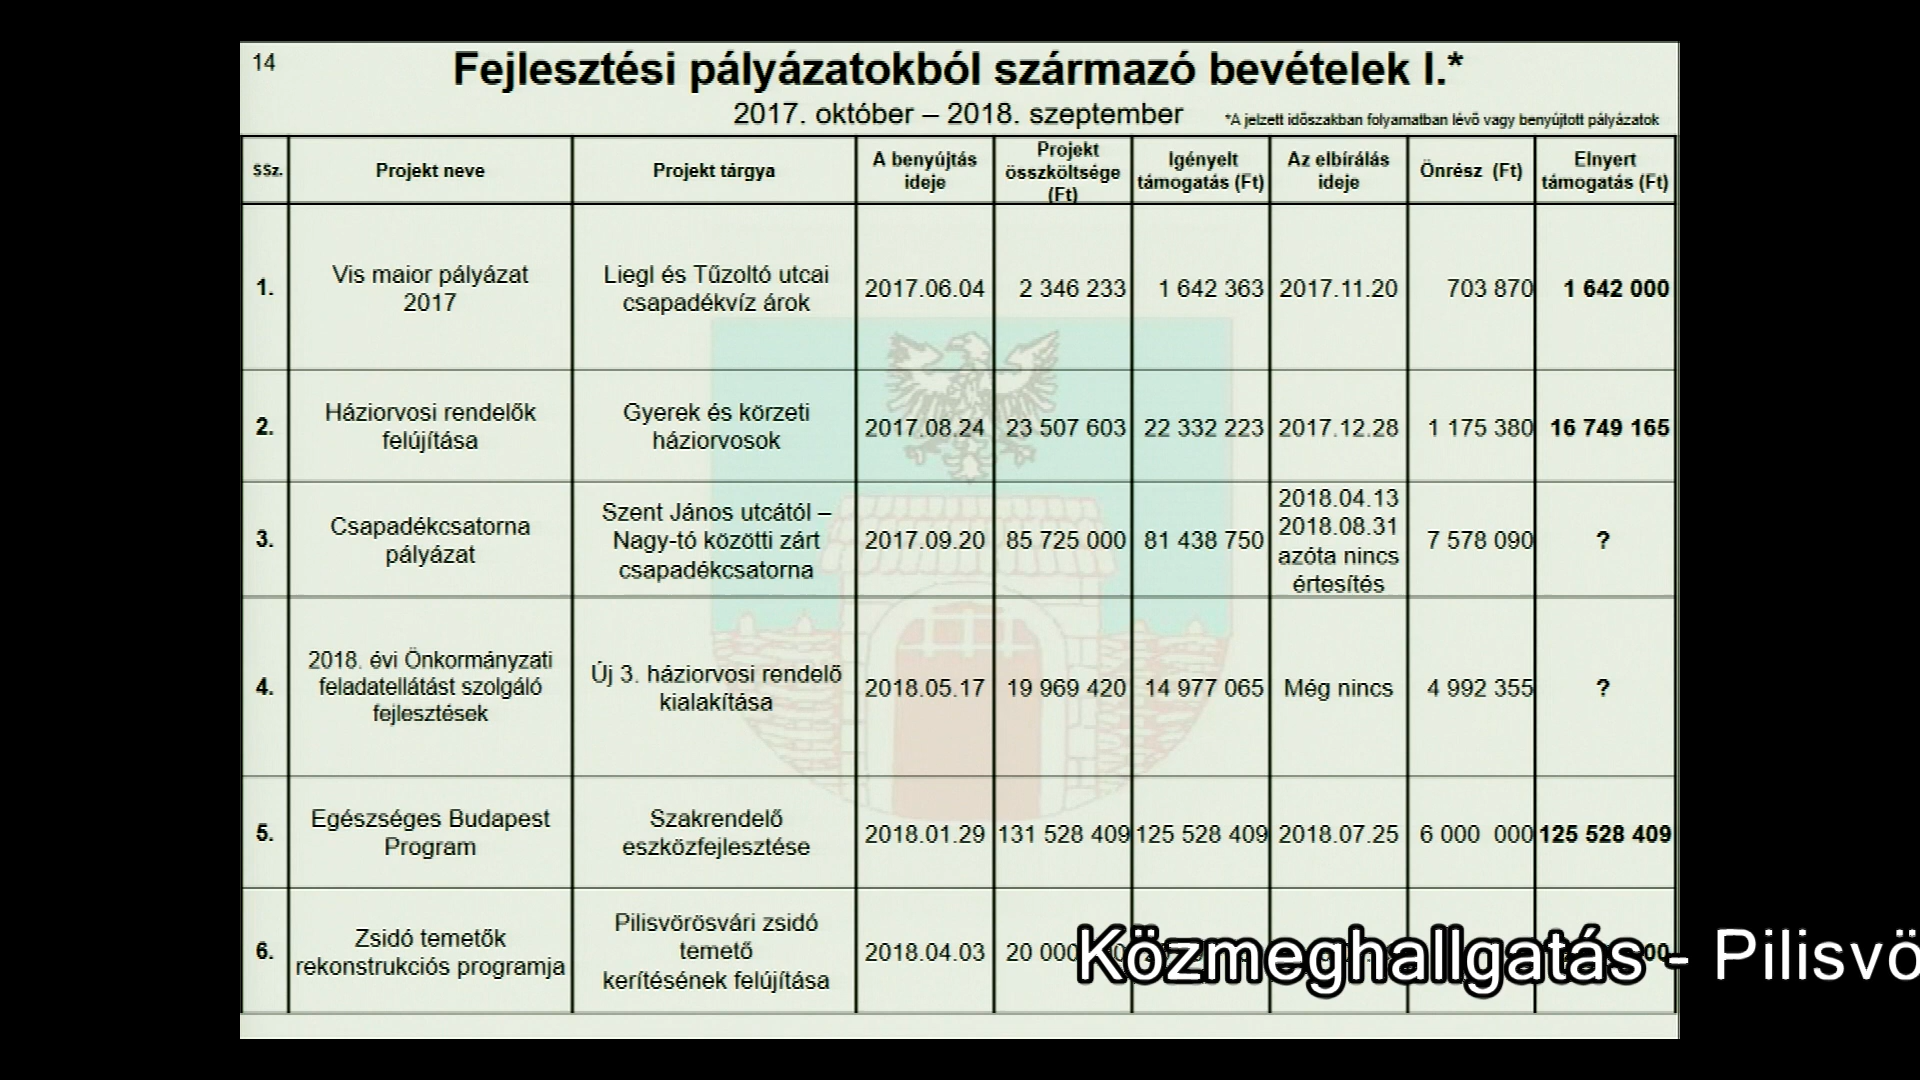 14
Fejlesztési pályázatokból származó bevételek I.*
2017. október – 2018. szeptember
*A jelzett időszakban folyamatban lévő vagy benyújtott pályázatok
ssz. Projekt neve Projekt tárgya A benyújtás ideje Projekt összköltsége (Ft) Igényelt támogatás (Ft) Az elbírálás ideje Önrész (Ft) Elnyert támogatás (Ft)
1. Vis maior pályázat 2017 Liegl és Tűzoltó utcai csapadékvíz árok 2017.06.04 2 346 233 1 642 363 2017.11.20 703 870 1 642 000
2. Háziorvosi rendelők felújítása Gyerek és körzeti háziorvosok 2017.08.24 23 507 603 22 332 223 2017.12.28 1 175 380 16 749 165
3. Csapadékcsatorna pályázat Szent János utcától – Nagy-tó közötti zárt csapadékcsatorna 2017.09.20 85 725 000 81 438 750 2018.04.13 2018.08.31 azóta nincs értesítés 7 578 090 ?
4. 2018. évi Önkormányzati feladatellátást szolgáló fejlesztések Új 3. háziorvosi rendelő kialakítása 2018.05.17 19 969 420 14 977 065 Még nincs 4 992 355 ?
5. Egészséges Budapest Program Szakrendelő eszközfejlesztése 2018.01.29 131 528 409 125 528 409 2018.07.25 6 000 000 125 528 409
6. Zsidó temetők rekonstrukciós programja Pilisvörösvári zsidó temető kerítésének felújítása 2018.04.03
Közmeghallgatás - Pilisvö